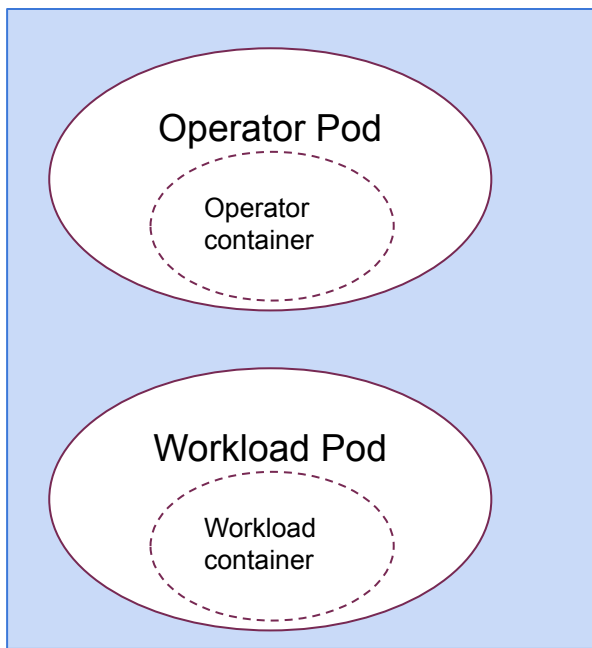 Operator Pod
Operator
container
Workload Pod
Workload
container